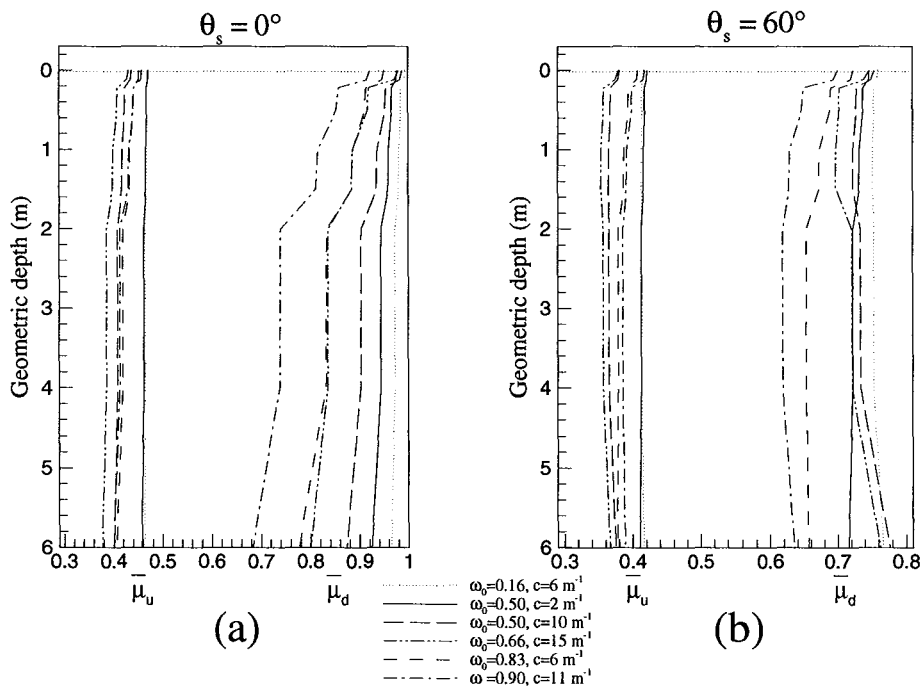 θs = 0°
θs = 60°
0
1
2
3
4
5
6
Geometric depth (m)
0.3 0.4 0.5 0.6 0.7 0.8 0.9 1
μ̅u μ̅d
(a)
0
1
2
3
4
5
6
Geometric depth (m)
0.3 0.4 0.5 0.6 0.7 0.8
μ̅u μ̅d
(b)
ω0=0.16, c=6 m-1
ω0=0.50, c=2 m-1
ω0=0.50, c=10 m-1
ω0=0.66, c=15 m-1
ω0=0.83, c=6 m-1
ω=0.90, c=11 m-1